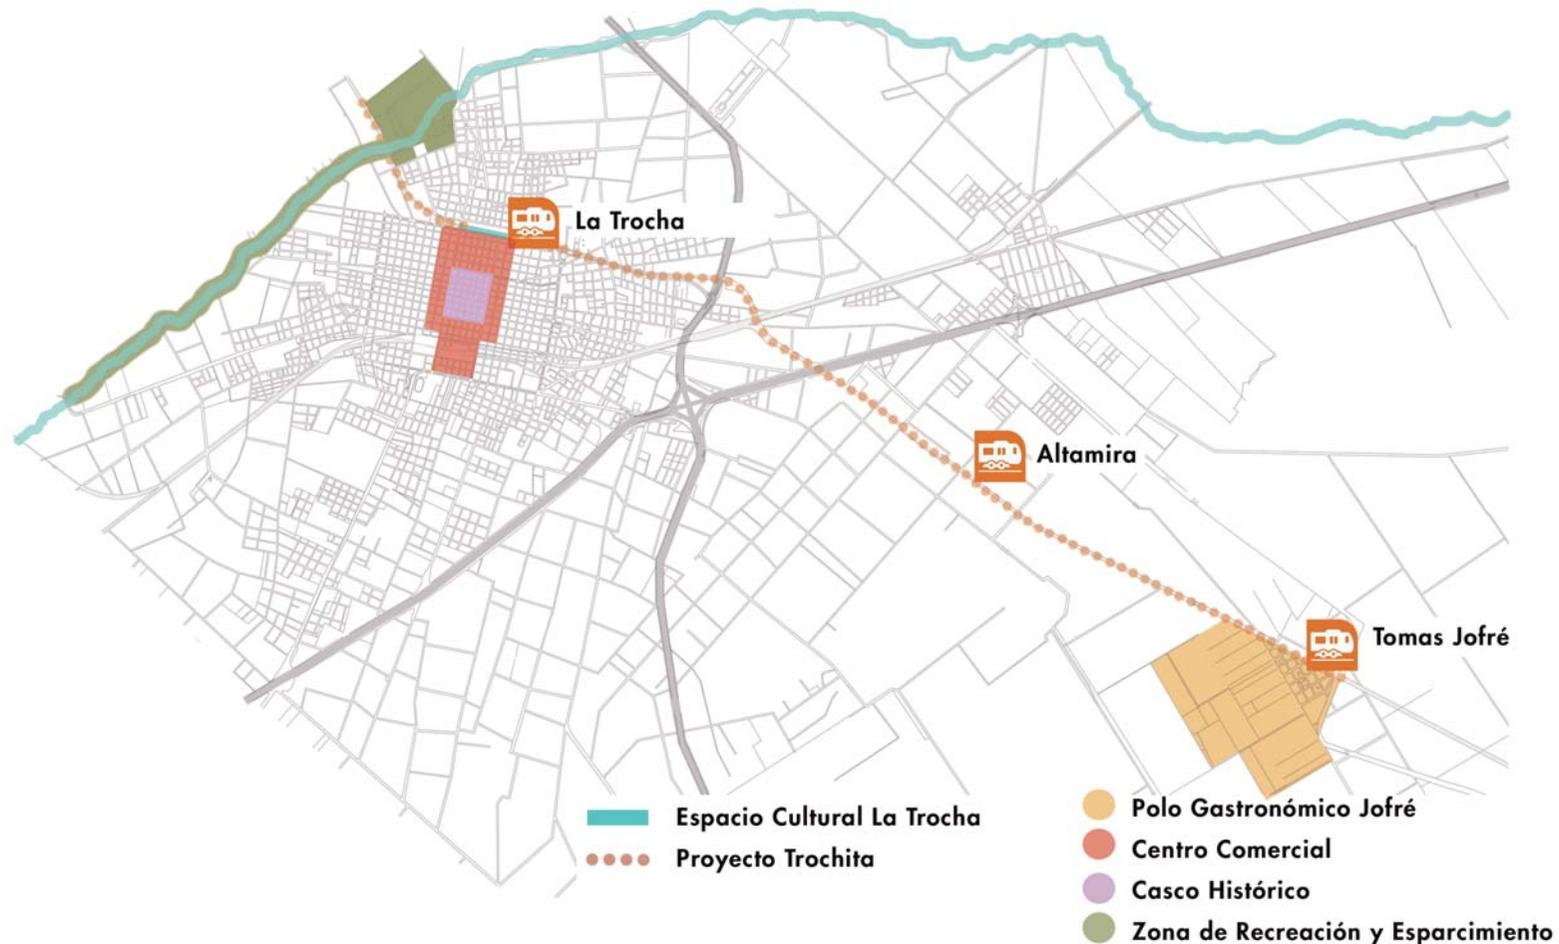 La Trocha
Altamira
Tomas Jofré
Espacio Cultural La Trocha
Proyecto Trochita
Polo Gastronómico Jofré
Centro Comercial
Casco Histórico
Zona de Recreación y Esparcimiento